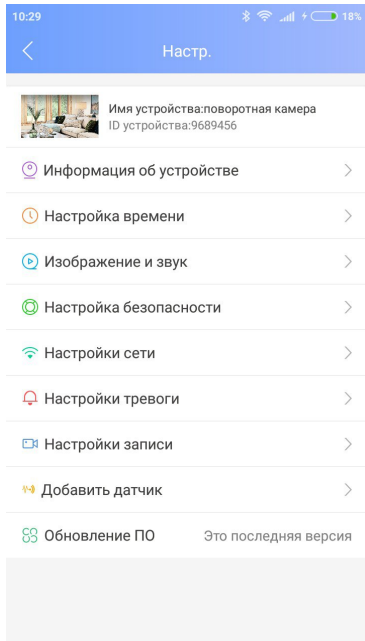 10:29
18%
Настр.
Имя устройства:поворотная камера
ID устройства:9689456
Информация об устройстве
Настройка времени
Изображение и звук
Настройка безопасности
Настройки сети
Настройки тревоги
Настройки записи
Добавить датчик
Обновление ПО Это последняя версия